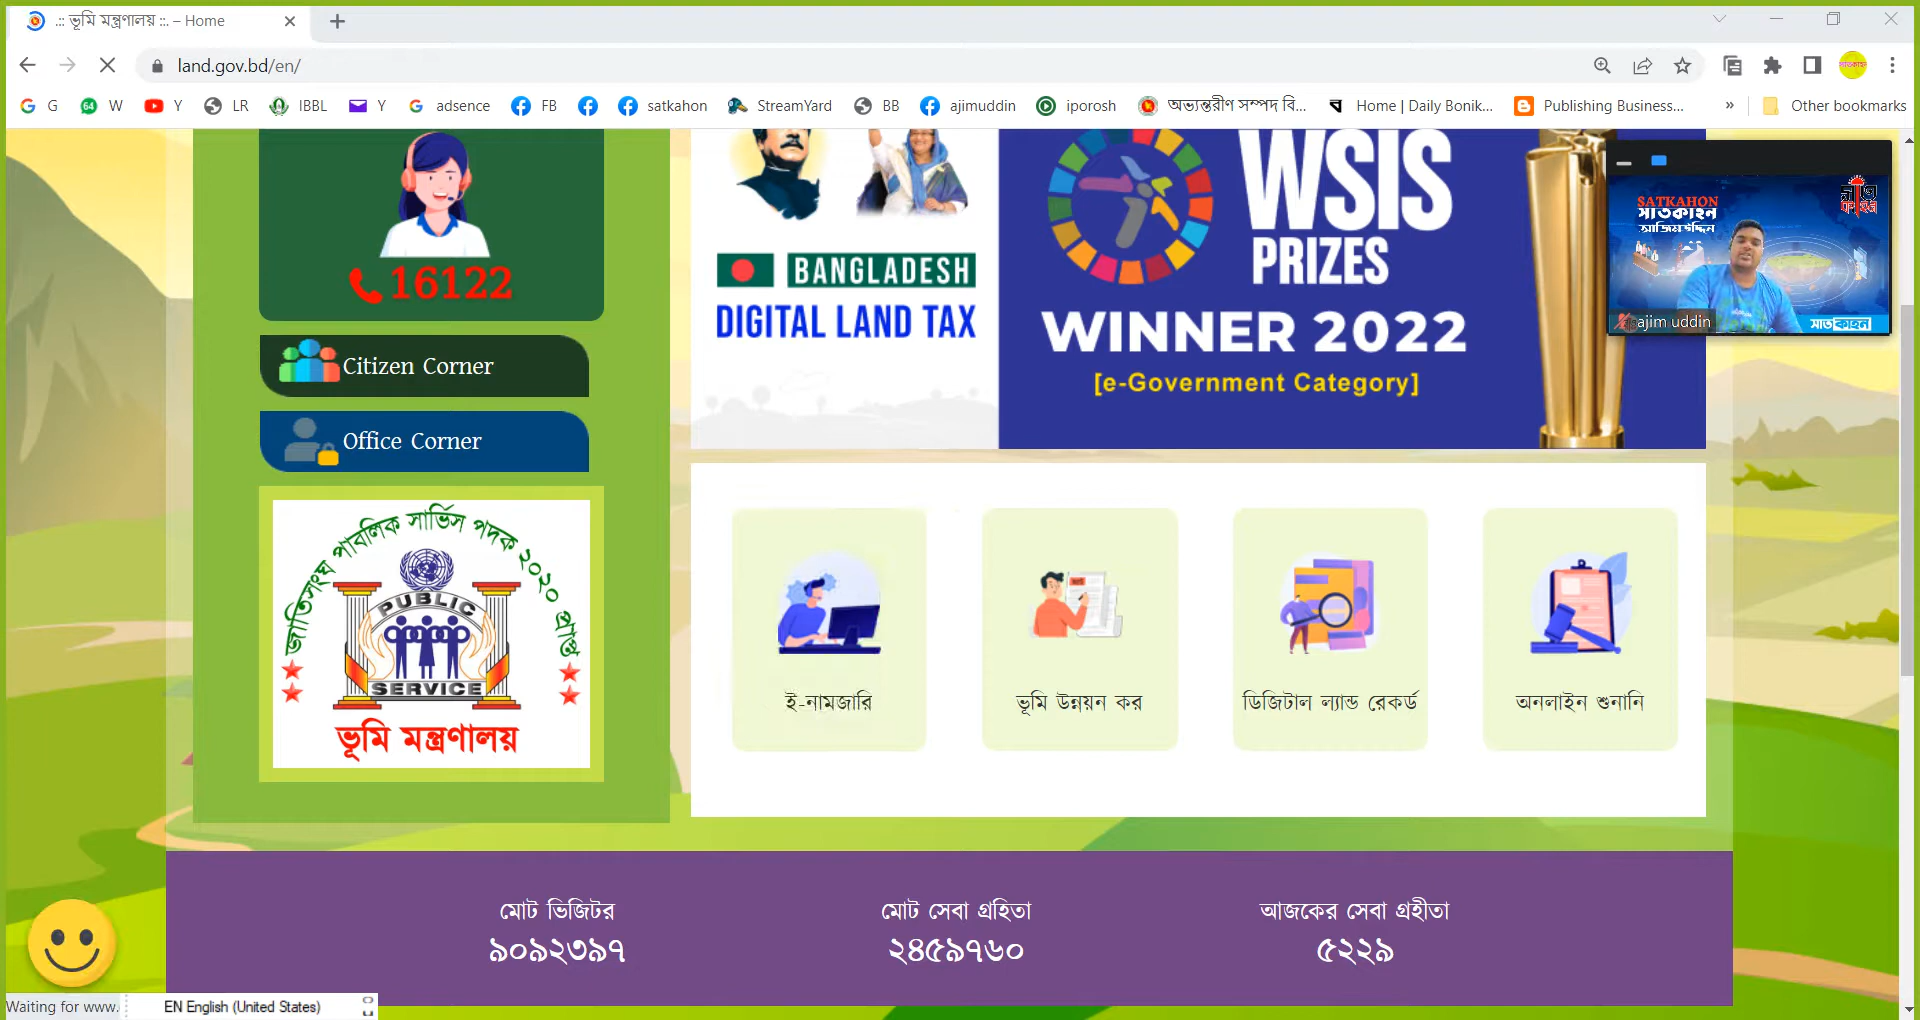 .:: ভূমি মন্ত্রণালয় ::. – Home
land.gov.bd/en/
G
W
Y
LR
IBBL
Y
adsence
FB
satkahon
StreamYard
BB
ajimuddin
iporosh
অভ্যন্তরীণ সম্পদ বি...
Home | Daily Bonik...
Publishing Business...
»
Other bookmarks
16122
Citizen Corner
Office Corner
জাতিসংঘ পাবলিক সার্ভিস পদক ২০২০ প্রাপ্ত
PUBLIC
SERVICE
ভূমি মন্ত্রণালয়
BANGLADESH
DIGITAL LAND TAX
WSIS
PRIZES
WINNER 2022
[e-Government Category]
SATKAHON
সাতকাহন
আজিম উদ্দিন
ajim uddin
সাতকাহন
ই-নামজারি
ভূমি উন্নয়ন কর
ডিজিটাল ল্যান্ড রেকর্ড
অনলাইন শুনানি
মোট ভিজিটর
৯০৯২৩৯৭
মোট সেবা গ্রহিতা
২৪৫৯৭৬০
আজকের সেবা গ্রহীতা
৫২২৯
Waiting for www.
EN English (United States)